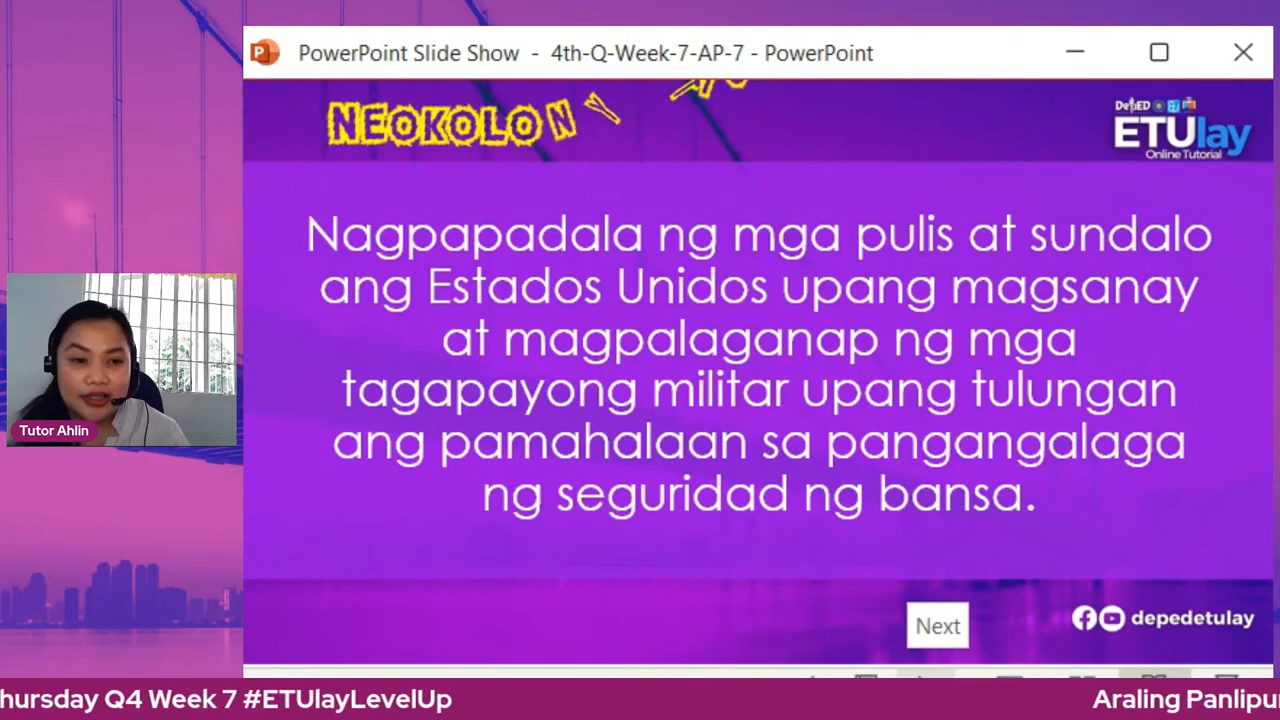 PowerPoint Slide Show - 4th-Q-Week-7-AP-7 - PowerPoint
NEOKOLON
DepED
ETUlay
Online Tutorial
Nagpapadala ng mga pulis at sundalo
ang Estados Unidos upang magsanay
at magpalaganap ng mga
tagapayong militar upang tulungan
ang pamahalaan sa pangangalaga
ng seguridad ng bansa.
Tutor Ahlin
Next
depedetulay
hursday Q4 Week 7 #ETUlayLevelUp
Araling Panlipu